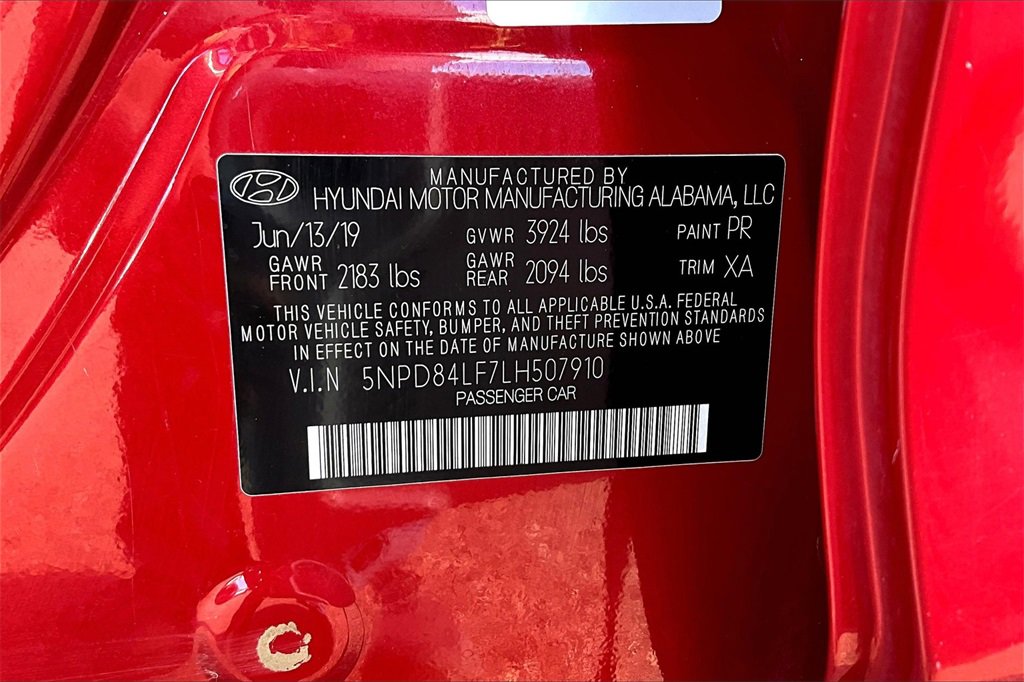 MANUFACTURED BY
HYUNDAI MOTOR MANUFACTURING ALABAMA, LLC
Jun/13/19 GVWR 3924 lbs PAINT PR
GAWR FRONT 2183 lbs GAWR REAR 2094 lbs TRIM XA
THIS VEHICLE CONFORMS TO ALL APPLICABLE U.S.A. FEDERAL
MOTOR VEHICLE SAFETY, BUMPER, AND THEFT PREVENTION STANDARDS
IN EFFECT ON THE DATE OF MANUFACTURE SHOWN ABOVE
V.I.N 5NPD84LF7LH507910
PASSENGER CAR